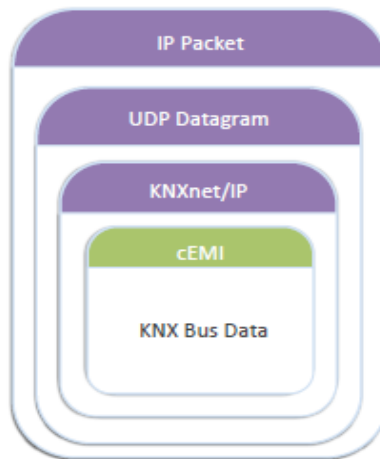 IP Packet
UDP Datagram
KNXnet/IP
cEMI
KNX Bus Data